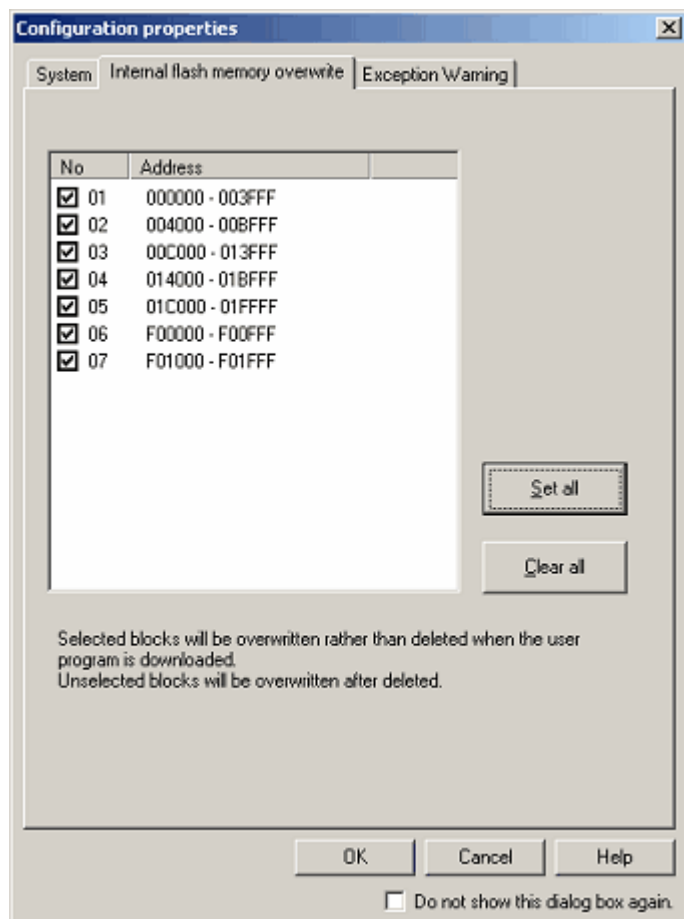 Configuration properties
System Internal flash memory overwrite Exception Warning
No Address
01 000000 - 003FFF
02 004000 - 00BFFF
03 00C000 - 013FFF
04 014000 - 01BFFF
05 01C000 - 01FFFF
06 F00000 - F00FFF
07 F01000 - F01FFF
Set all
Clear all
Selected blocks will be overwritten rather than deleted when the user
program is downloaded.
Unselected blocks will be overwritten after deleted.
OK Cancel Help
Do not show this dialog box again.